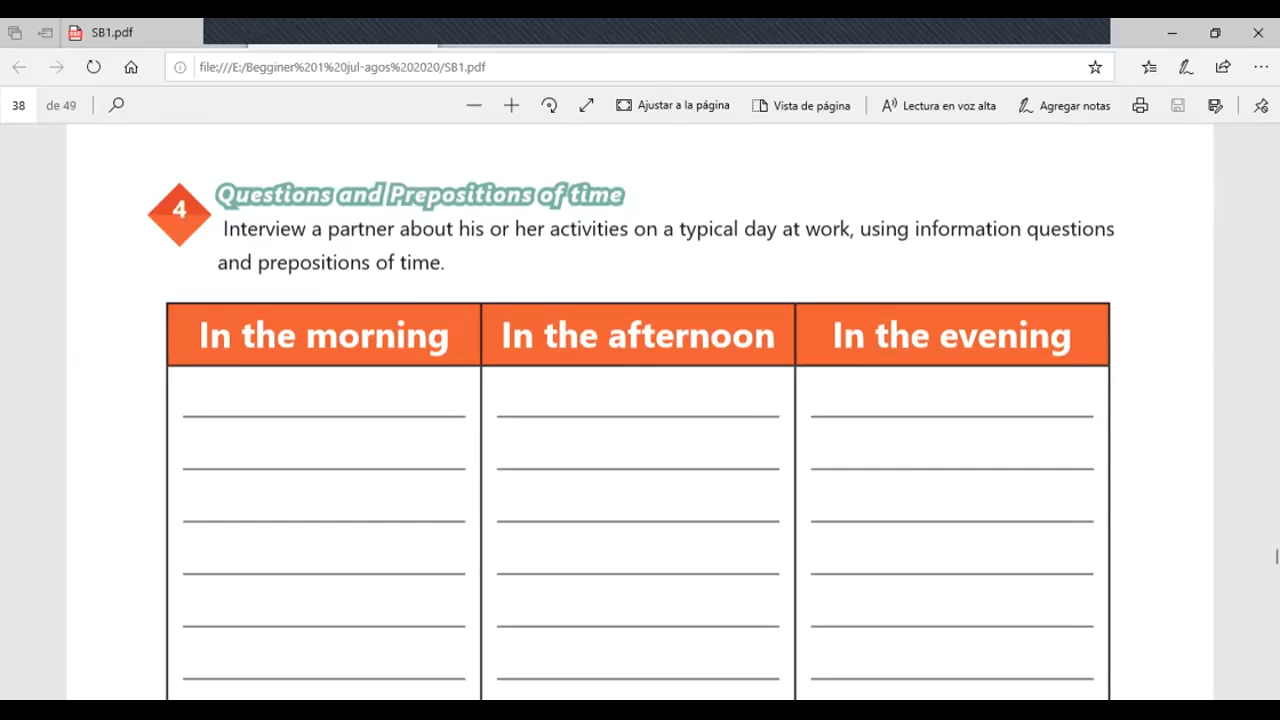 SB1.pdf
file:///E:/Begginer%201%20jul-agos%202020/SB1.pdf
38 de 49 Ajustar a la página Vista de página Lectura en voz alta Agregar notas
4 Questions and Prepositions of time
Interview a partner about his or her activities on a typical day at work, using information questions
and prepositions of time.
In the morning In the afternoon In the evening